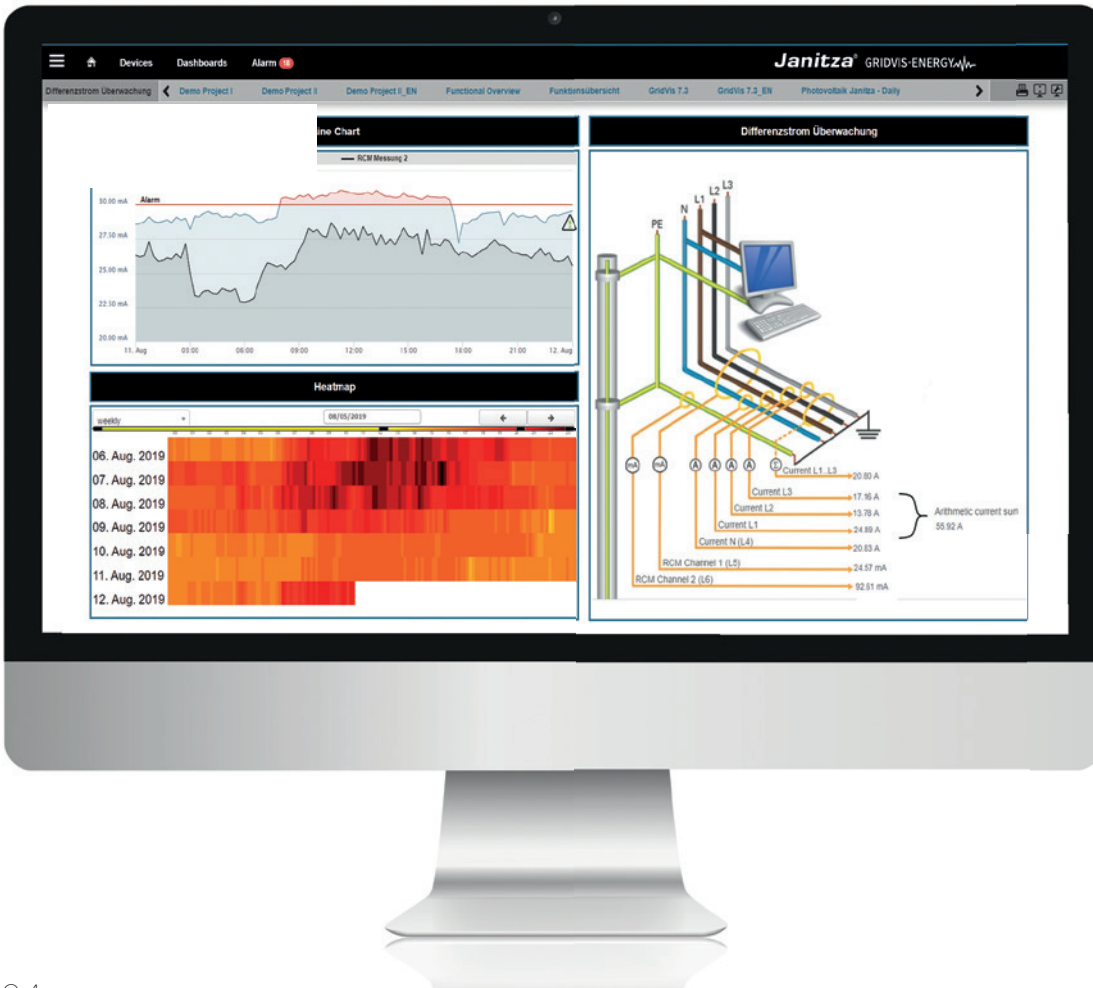 Devices Dashboards Alarm 18
Janitza® GRIDVIS-ENERGY
Differenzstrom Überwachung Demo Project I Demo Project II Demo Project II_EN Functional Overview Funktionsübersicht GridVis 7.3 GridVis 7.3_EN Photovoltaik Janitza - Daily
ine Chart
RCM Messung 2
30.00 mA
Alarm
27.50 mA
25.00 mA
22.50 mA
20.00 mA
11. Aug 03:00 06:00 09:00 12:00 15:00 18:00 21:00 12. Aug
Heatmap
weekly
08/05/2019
06. Aug. 2019
07. Aug. 2019
08. Aug. 2019
09. Aug. 2019
10. Aug. 2019
11. Aug. 2019
12. Aug. 2019
Differenzstrom Überwachung
PE N L1 L2 L3
mA mA A A A A Σ
Current L1..L3 20.80 A
Current L3 17.16 A
Current L2 13.78 A
Current L1 24.89 A
Arithmetic current sum
55.92 A
Current N (L4) 20.83 A
RCM Channel 1 (L5) 24.57 mA
RCM Channel 2 (L6) 92.91 mA